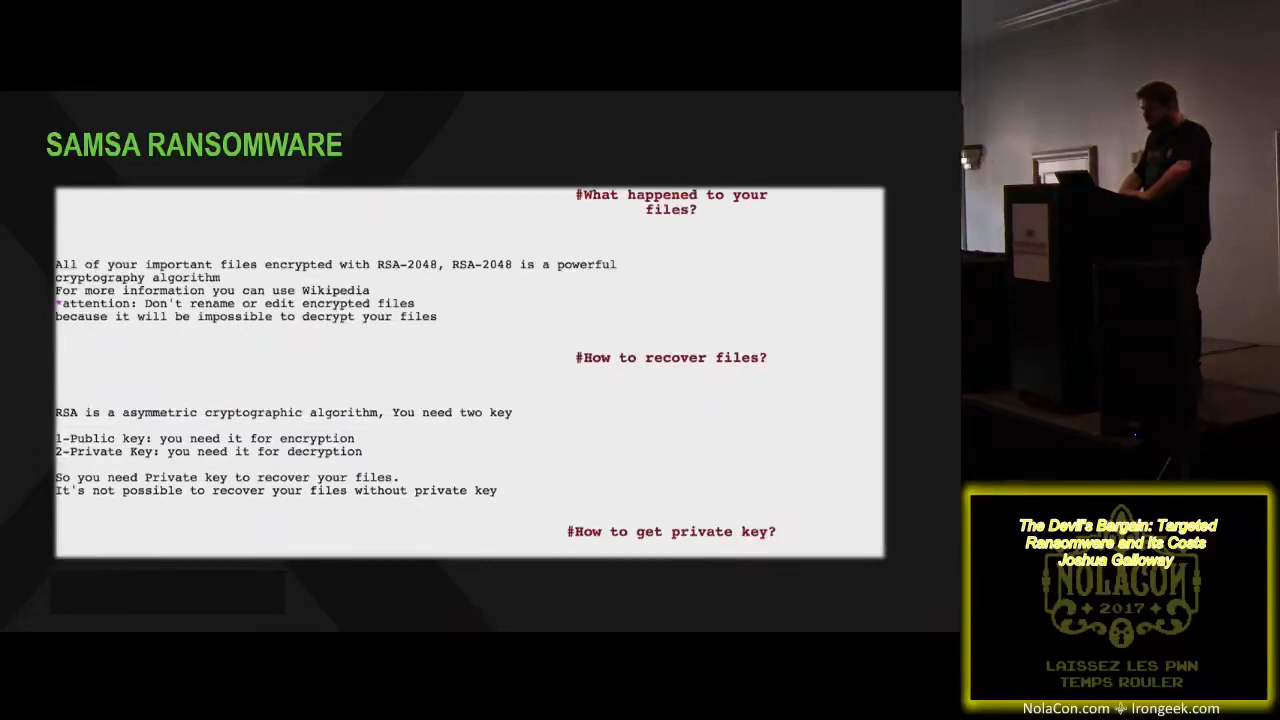 SAMSA RANSOMWARE
#What happened to your
files?
All of your important files encrypted with RSA-2048, RSA-2048 is a powerful
cryptography algorithm
For more information you can use Wikipedia
*attention: Don't rename or edit encrypted files
because it will be impossible to decrypt your files
#How to recover files?
RSA is a asymmetric cryptographic algorithm, You need two key
1-Public key: you need it for encryption
2-Private Key: you need it for decryption
So you need Private key to recover your files.
It's not possible to recover your files without private key
#How to get private key?
The Devil's Bargain: Targeted
Ransomware and its Costs
Joshua Galloway
NOLACON
2017
LAISSEZ LES PWN
TEMPS ROULER
NolaCon.com Irongeek.com